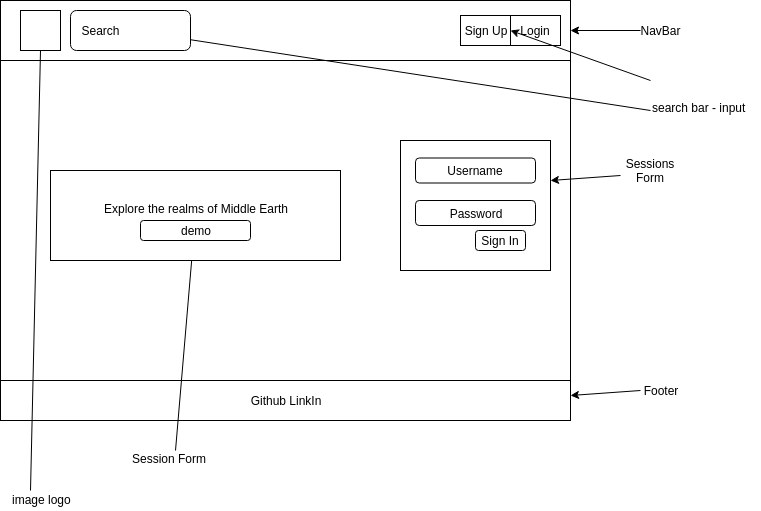 Search
Sign Up
Login
NavBar
search bar - input
Username
Sessions
Form
Password
Sign In
Explore the realms of Middle Earth
demo
Github LinkIn
Footer
Session Form
image logo